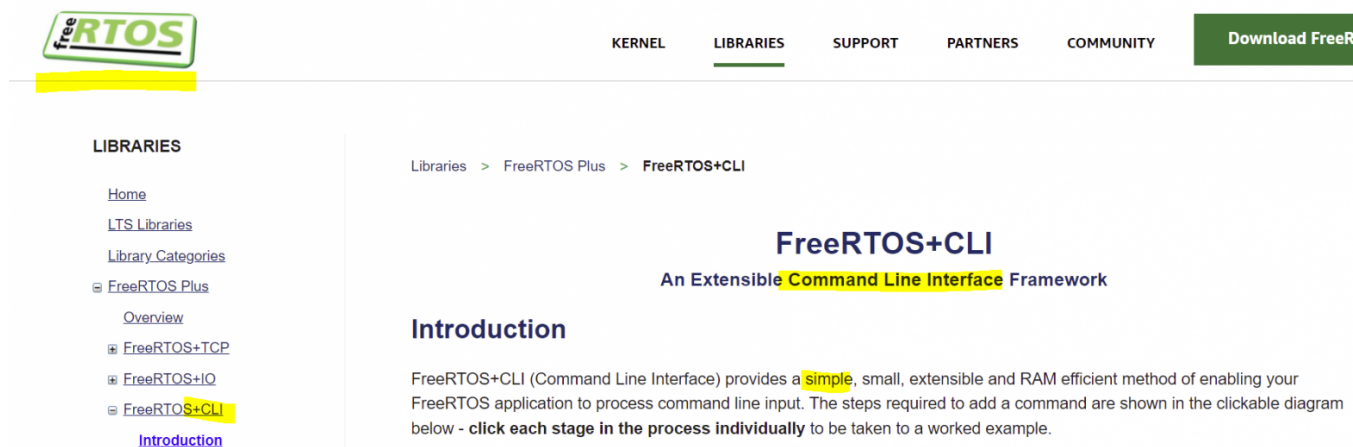 free RTOS
KERNEL LIBRARIES SUPPORT PARTNERS COMMUNITY Download FreeR
LIBRARIES
Home
LTS Libraries
Library Categories
FreeRTOS Plus
Overview
FreeRTOS+TCP
FreeRTOS+IO
FreeRTOS+CLI
Introduction
Libraries > FreeRTOS Plus > FreeRTOS+CLI
FreeRTOS+CLI
An Extensible Command Line Interface Framework
Introduction
FreeRTOS+CLI (Command Line Interface) provides a simple, small, extensible and RAM efficient method of enabling your
FreeRTOS application to process command line input. The steps required to add a command are shown in the clickable diagram
below - click each stage in the process individually to be taken to a worked example.